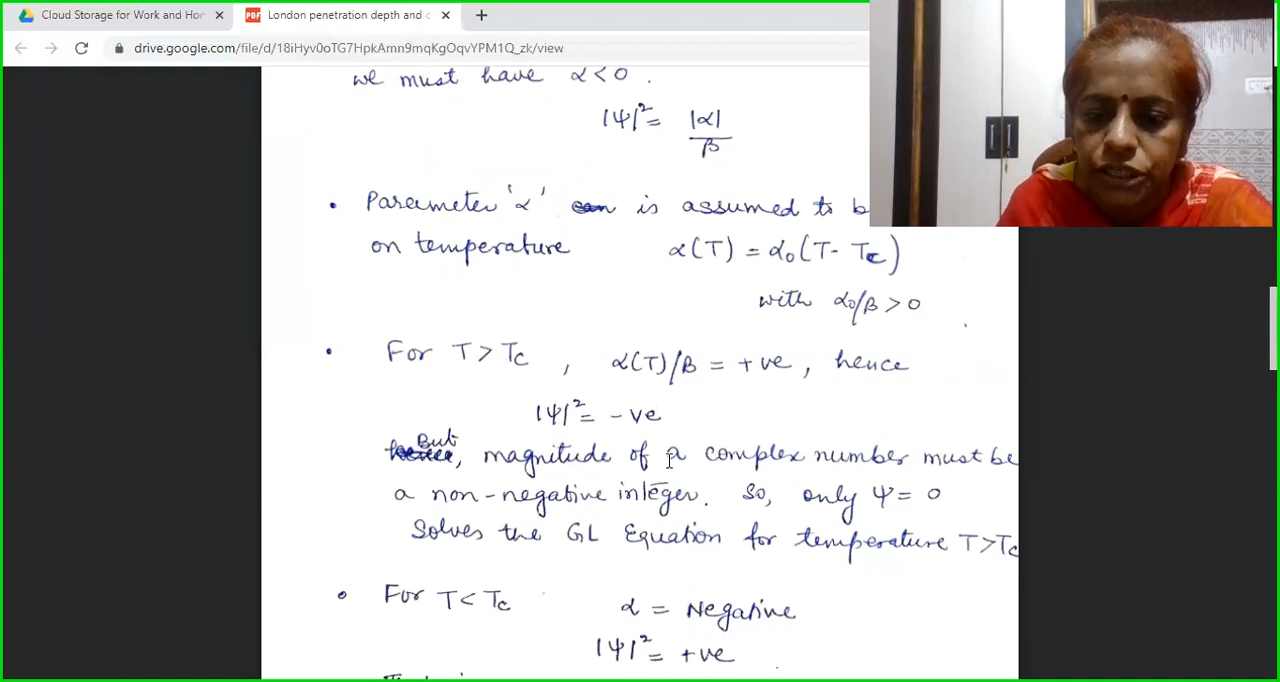 Cloud Storage for Work and Hor
London penetration depth and c
drive.google.com/file/d/18iHyv0oTG7HpkAmn9mqKgOqvYPM1Q_zk/view
we must have α<0 .
|ψ|² = |α|/β
• Parameter 'α' is assumed to b
on temperature α(T) = α₀(T- Tc)
with α₀/β > 0
• For T > Tc , α(T)/β = +ve , hence
|ψ|² = -ve
But, magnitude of a complex number must be
a non-negative integer. So, only ψ = 0
Solves the GL Equation for temperature T>Tc
• For T < Tc α = Negative
|ψ|² = +ve